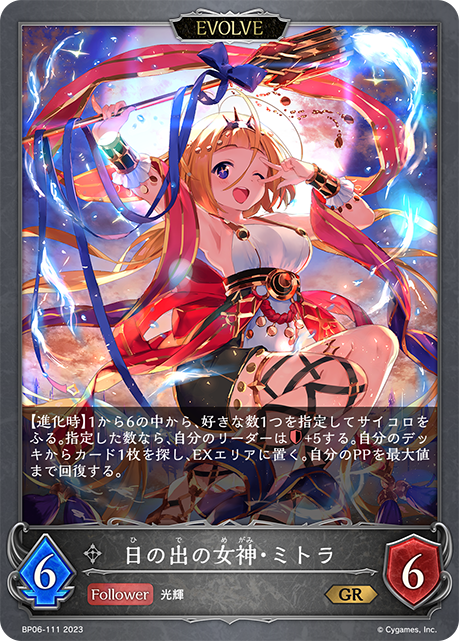 EVOLVE
【進化時】1から6の中から、好きな数1つを指定してサイコロを
ふる。指定した数なら、自分のリーダーは+5する。自分のデッ
キからカード1枚を探し、EXエリアに置く。自分のPPを最大値
まで回復する。
ひ で めがみ
日の出の女神・ミトラ
6
Follower 光輝
GR
6
BP06-111 2023
© Cygames, Inc.